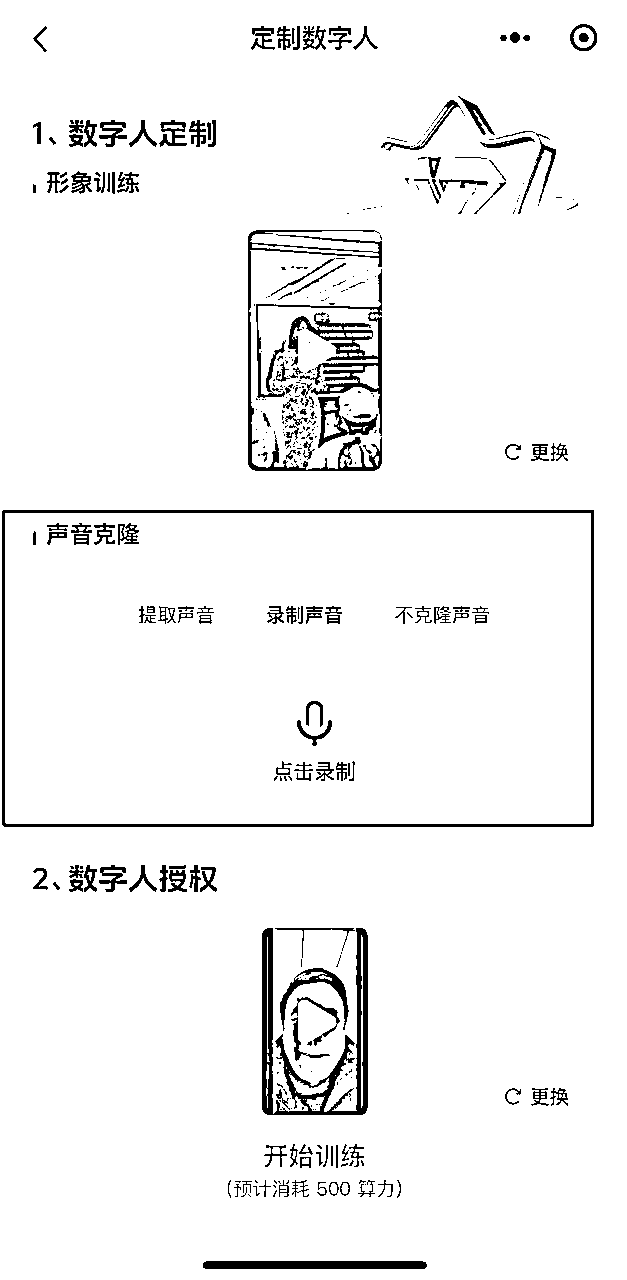 定制数字人
1、数字人定制
形象训练
更换
声音克隆
提取声音 录制声音 不克隆声音
点击录制
2、数字人授权
更换
开始训练
(预计消耗 500 算力)